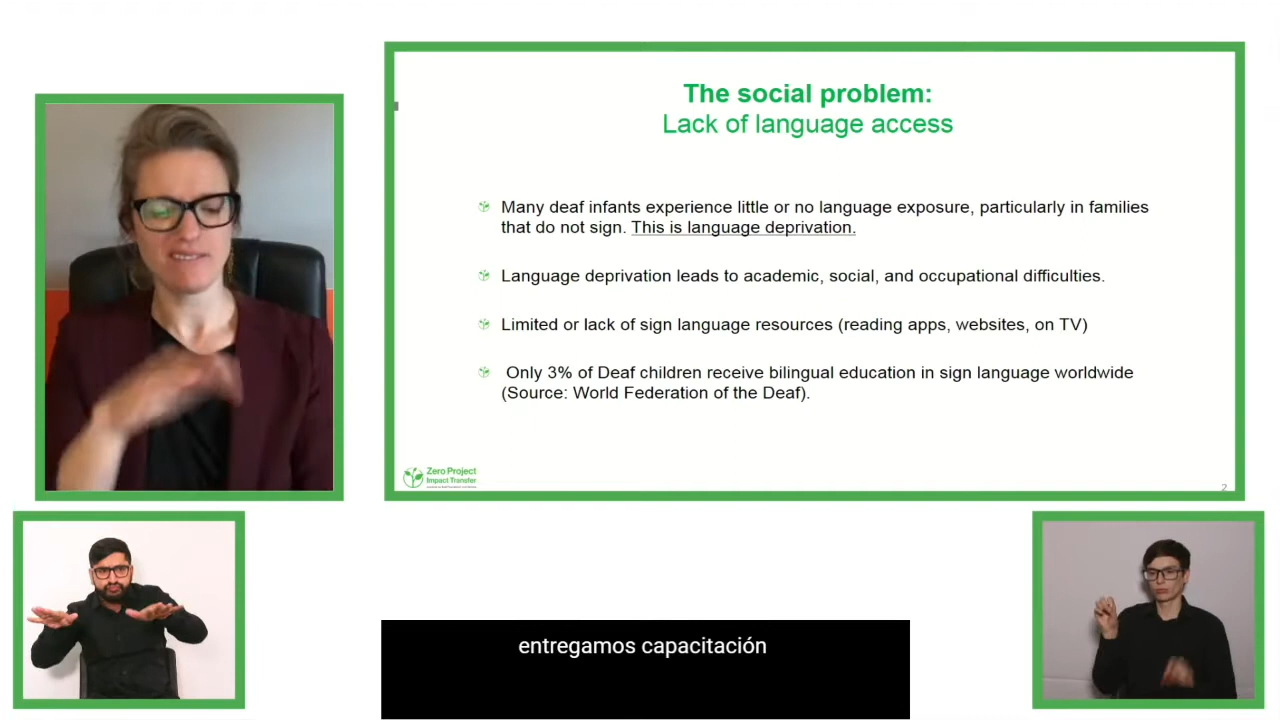 The social problem:
Lack of language access
Many deaf infants experience little or no language exposure, particularly in families
that do not sign. This is language deprivation.
Language deprivation leads to academic, social, and occupational difficulties.
Limited or lack of sign language resources (reading apps, websites, on TV)
Only 3% of Deaf children receive bilingual education in sign language worldwide
(Source: World Federation of the Deaf).
Zero Project
Impact Transfer
2
entregamos capacitación